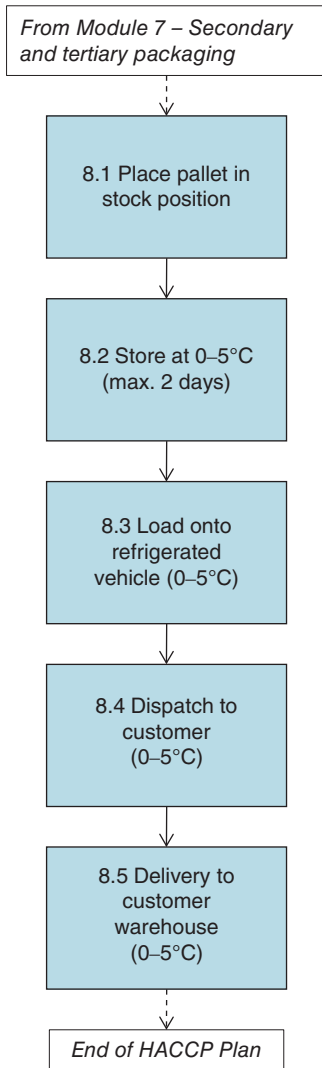 From Module 7 – Secondary
and tertiary packaging
8.1 Place pallet in
stock position
8.2 Store at 0–5°C
(max. 2 days)
8.3 Load onto
refrigerated
vehicle (0–5°C)
8.4 Dispatch to
customer
(0–5°C)
8.5 Delivery to
customer
warehouse
(0–5°C)
End of HACCP Plan